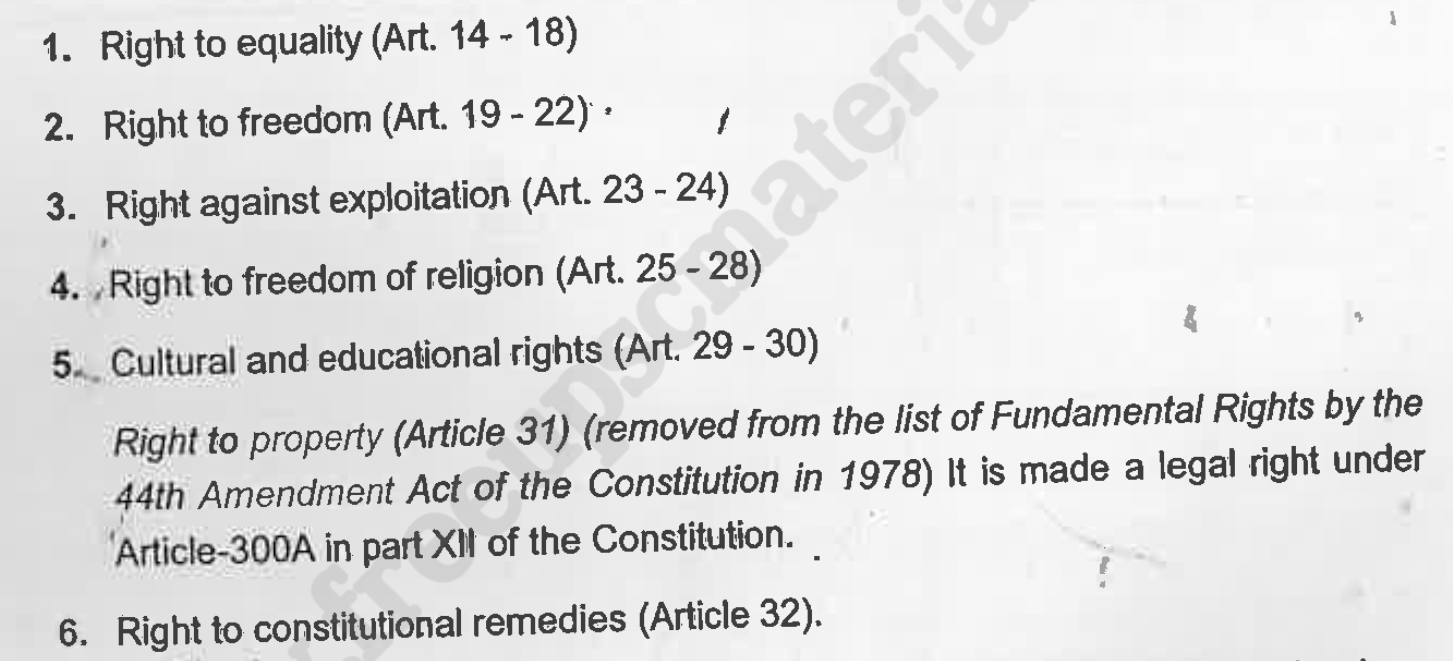 1. Right to equality (Art. 14 - 18)
2. Right to freedom (Art. 19 - 22)
3. Right against exploitation (Art. 23 - 24)
4. Right to freedom of religion (Art. 25 - 28)
5. Cultural and educational rights (Art. 29 - 30)
Right to property (Article 31) (removed from the list of Fundamental Rights by the
44th Amendment Act of the Constitution in 1978) It is made a legal right under
Article-300A in part XII of the Constitution.
6. Right to constitutional remedies (Article 32).
freeupscmateria